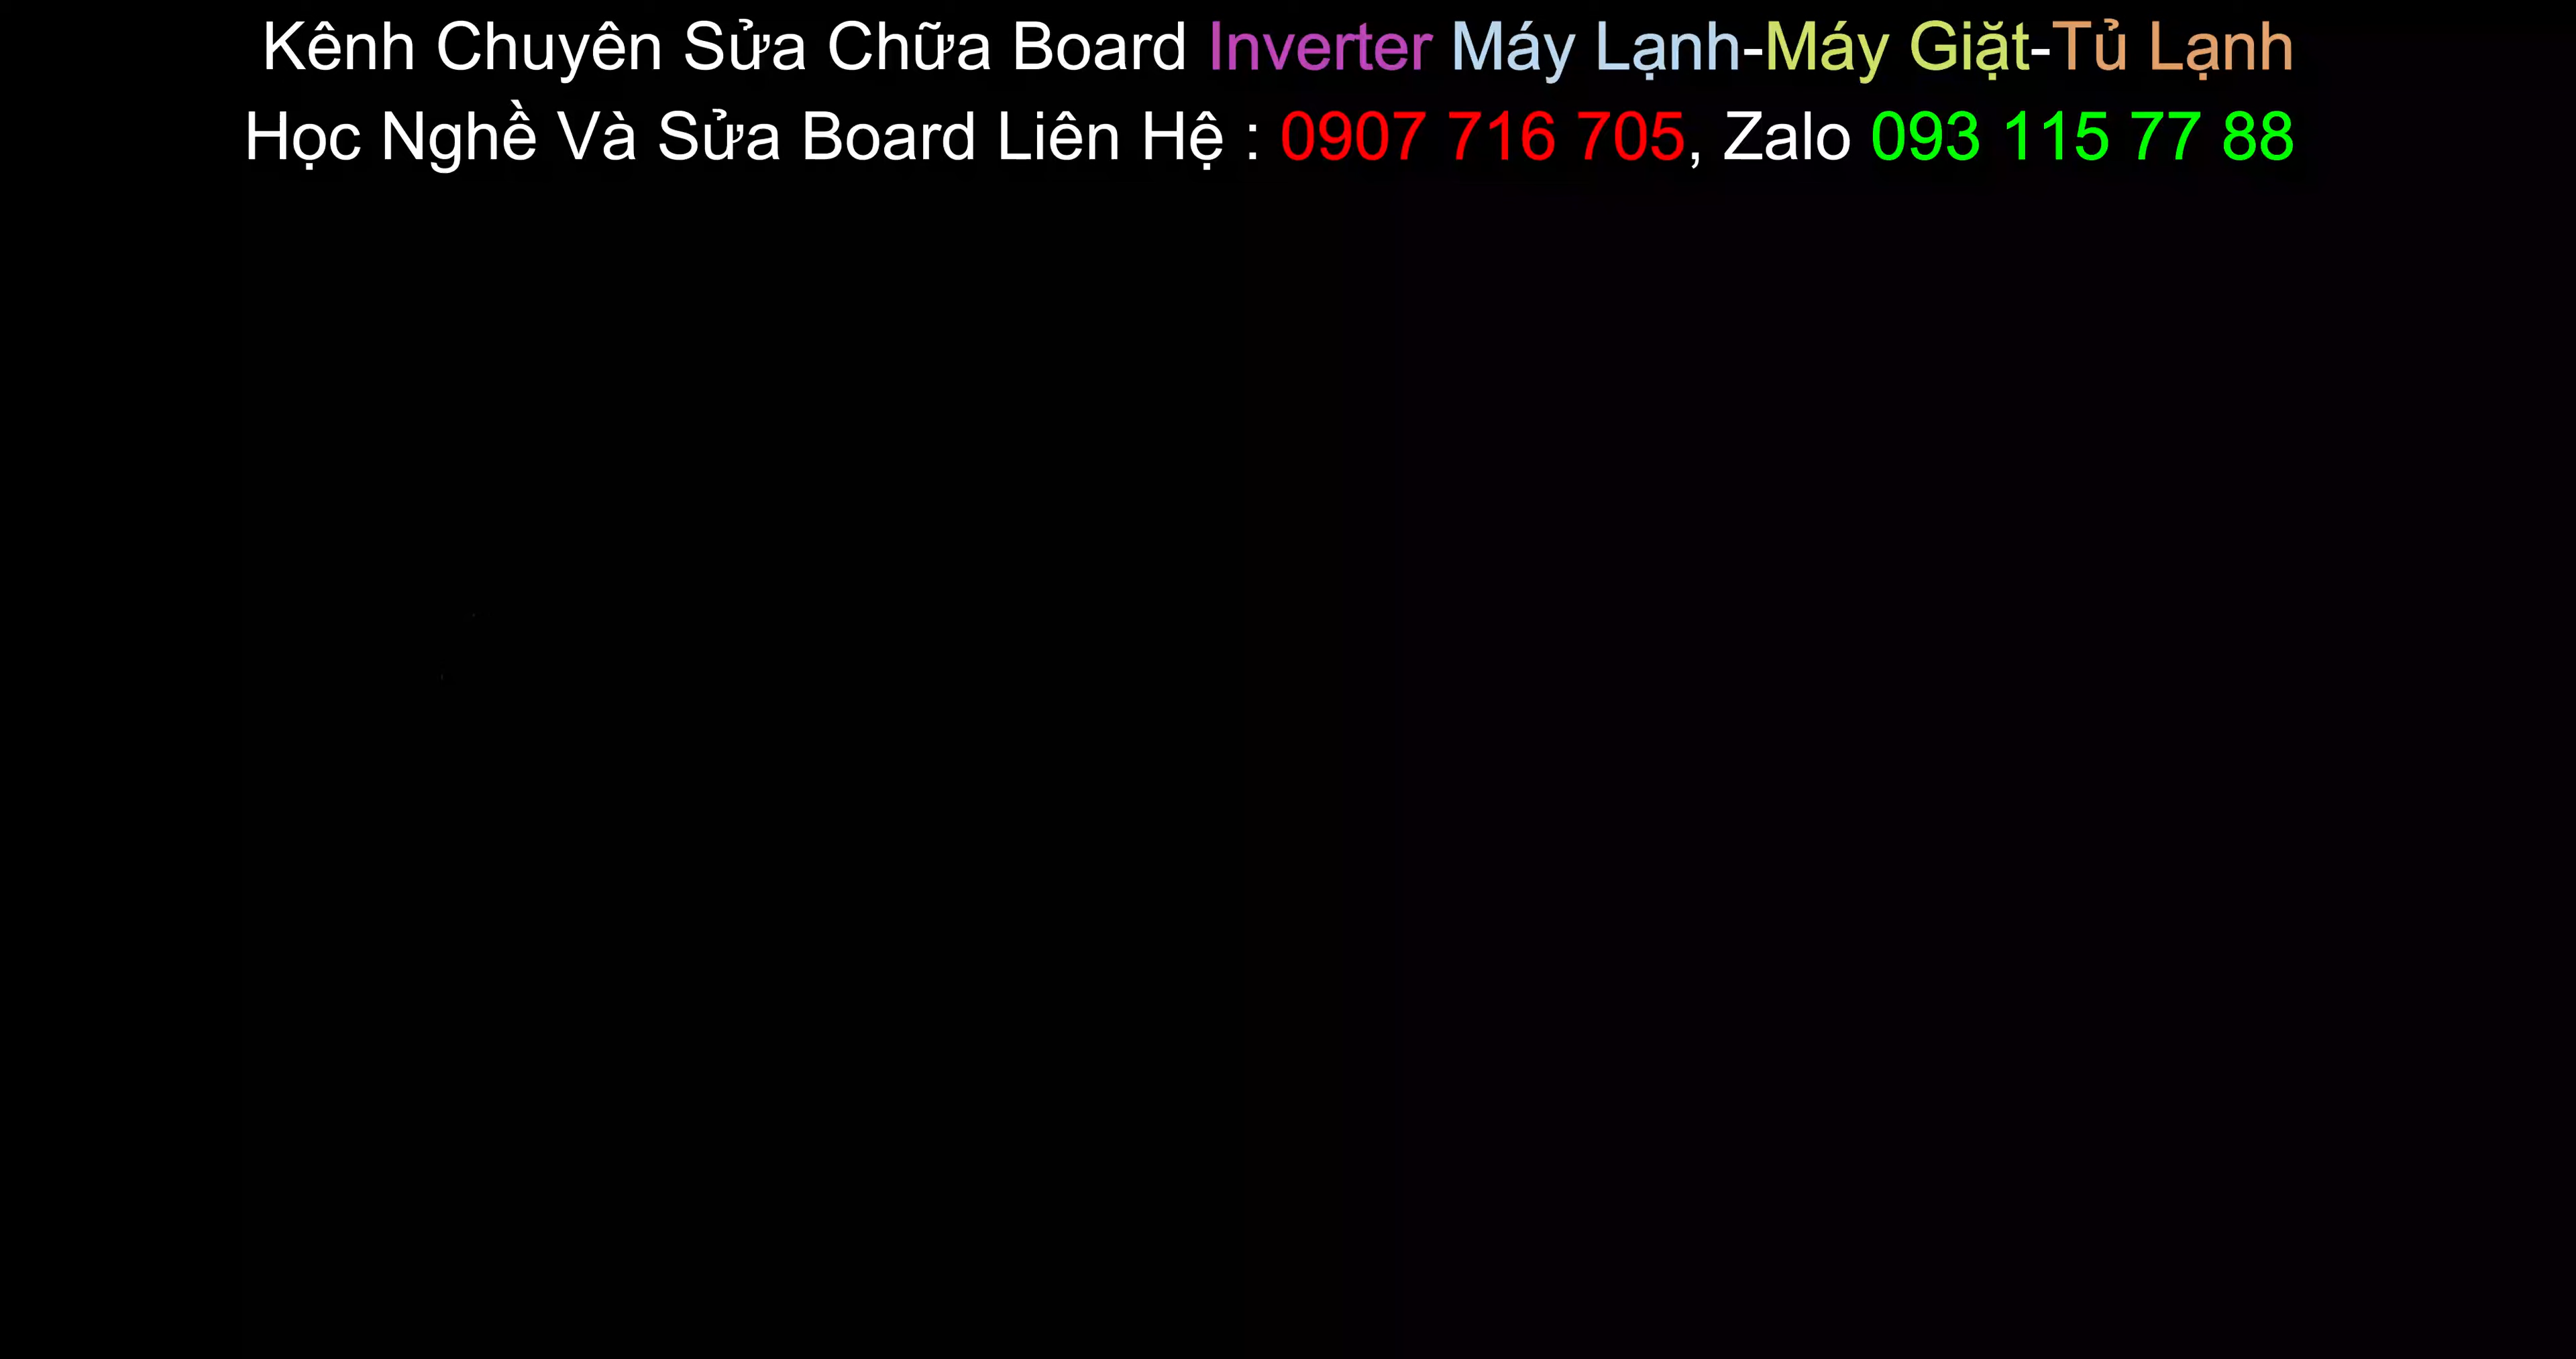 Kênh Chuyên Sửa Chữa Board Inverter Máy Lạnh-Máy Giặt-Tủ Lạnh
Học Nghề Và Sửa Board Liên Hệ : 0907 716 705, Zalo 093 115 77 88